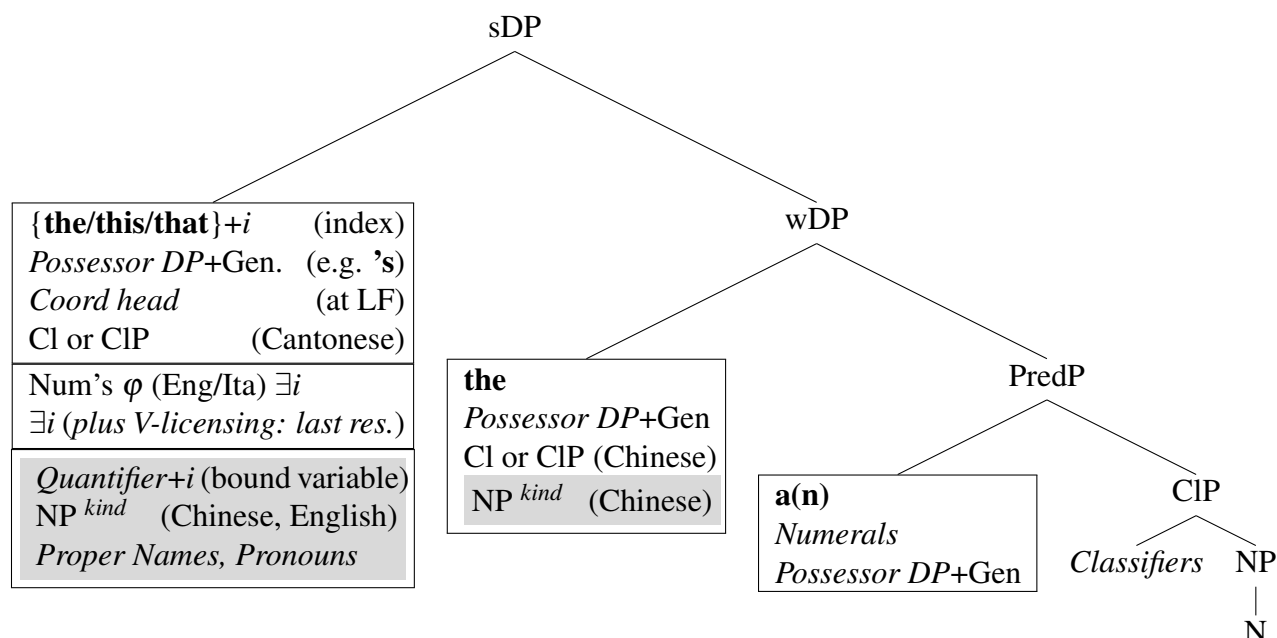 sDP
{the/this/that}+i (index)
Possessor DP+Gen. (e.g. 's)
Coord head (at LF)
Cl or ClP (Cantonese)
Num's φ (Eng/Ita) ∃i
∃i (plus V-licensing: last res.)
Quantifier+i (bound variable)
NP kind (Chinese, English)
Proper Names, Pronouns
wDP
the
Possessor DP+Gen
Cl or ClP (Chinese)
NP kind (Chinese)
PredP
a(n)
Numerals
Possessor DP+Gen
ClP
Classifiers NP
N